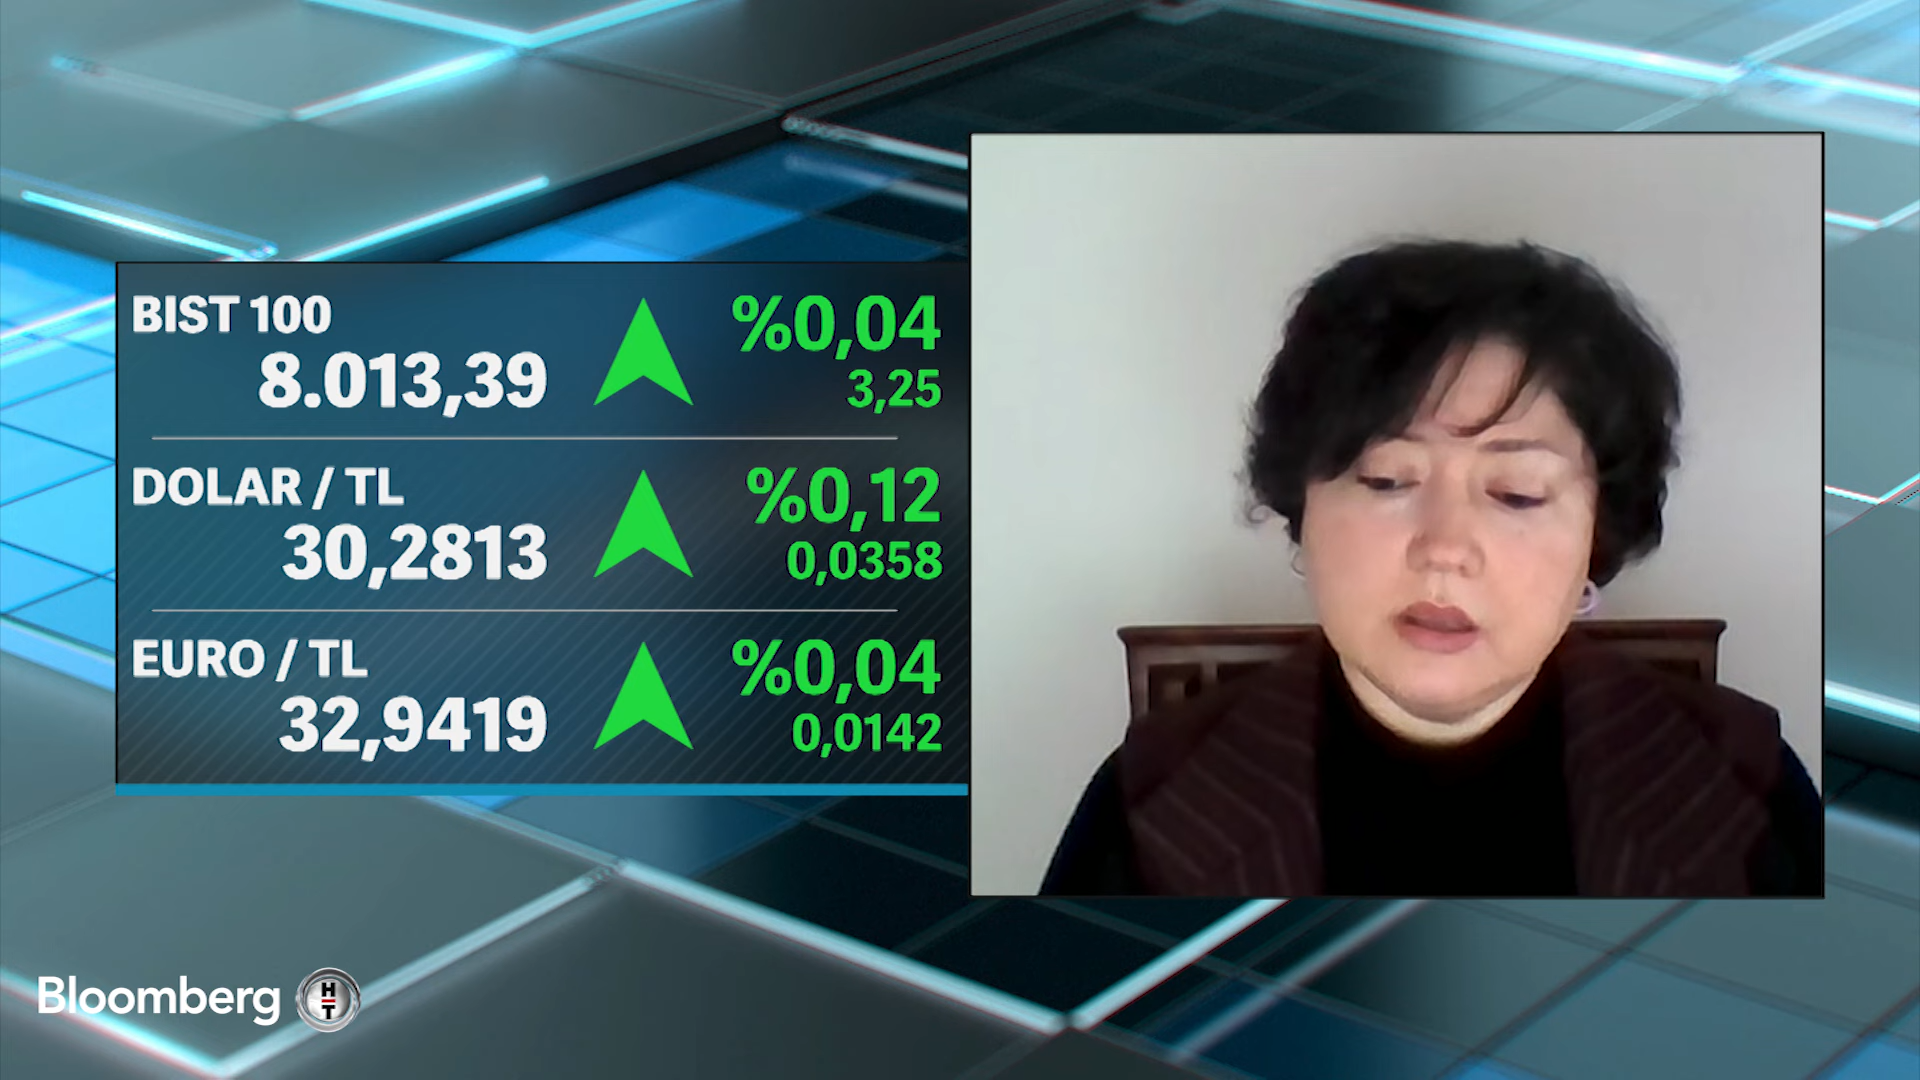 BIST 100
8.013,39
%0,04
3,25
DOLAR / TL
30,2813
%0,12
0,0358
EURO / TL
32,9419
%0,04
0,0142
Bloomberg HT